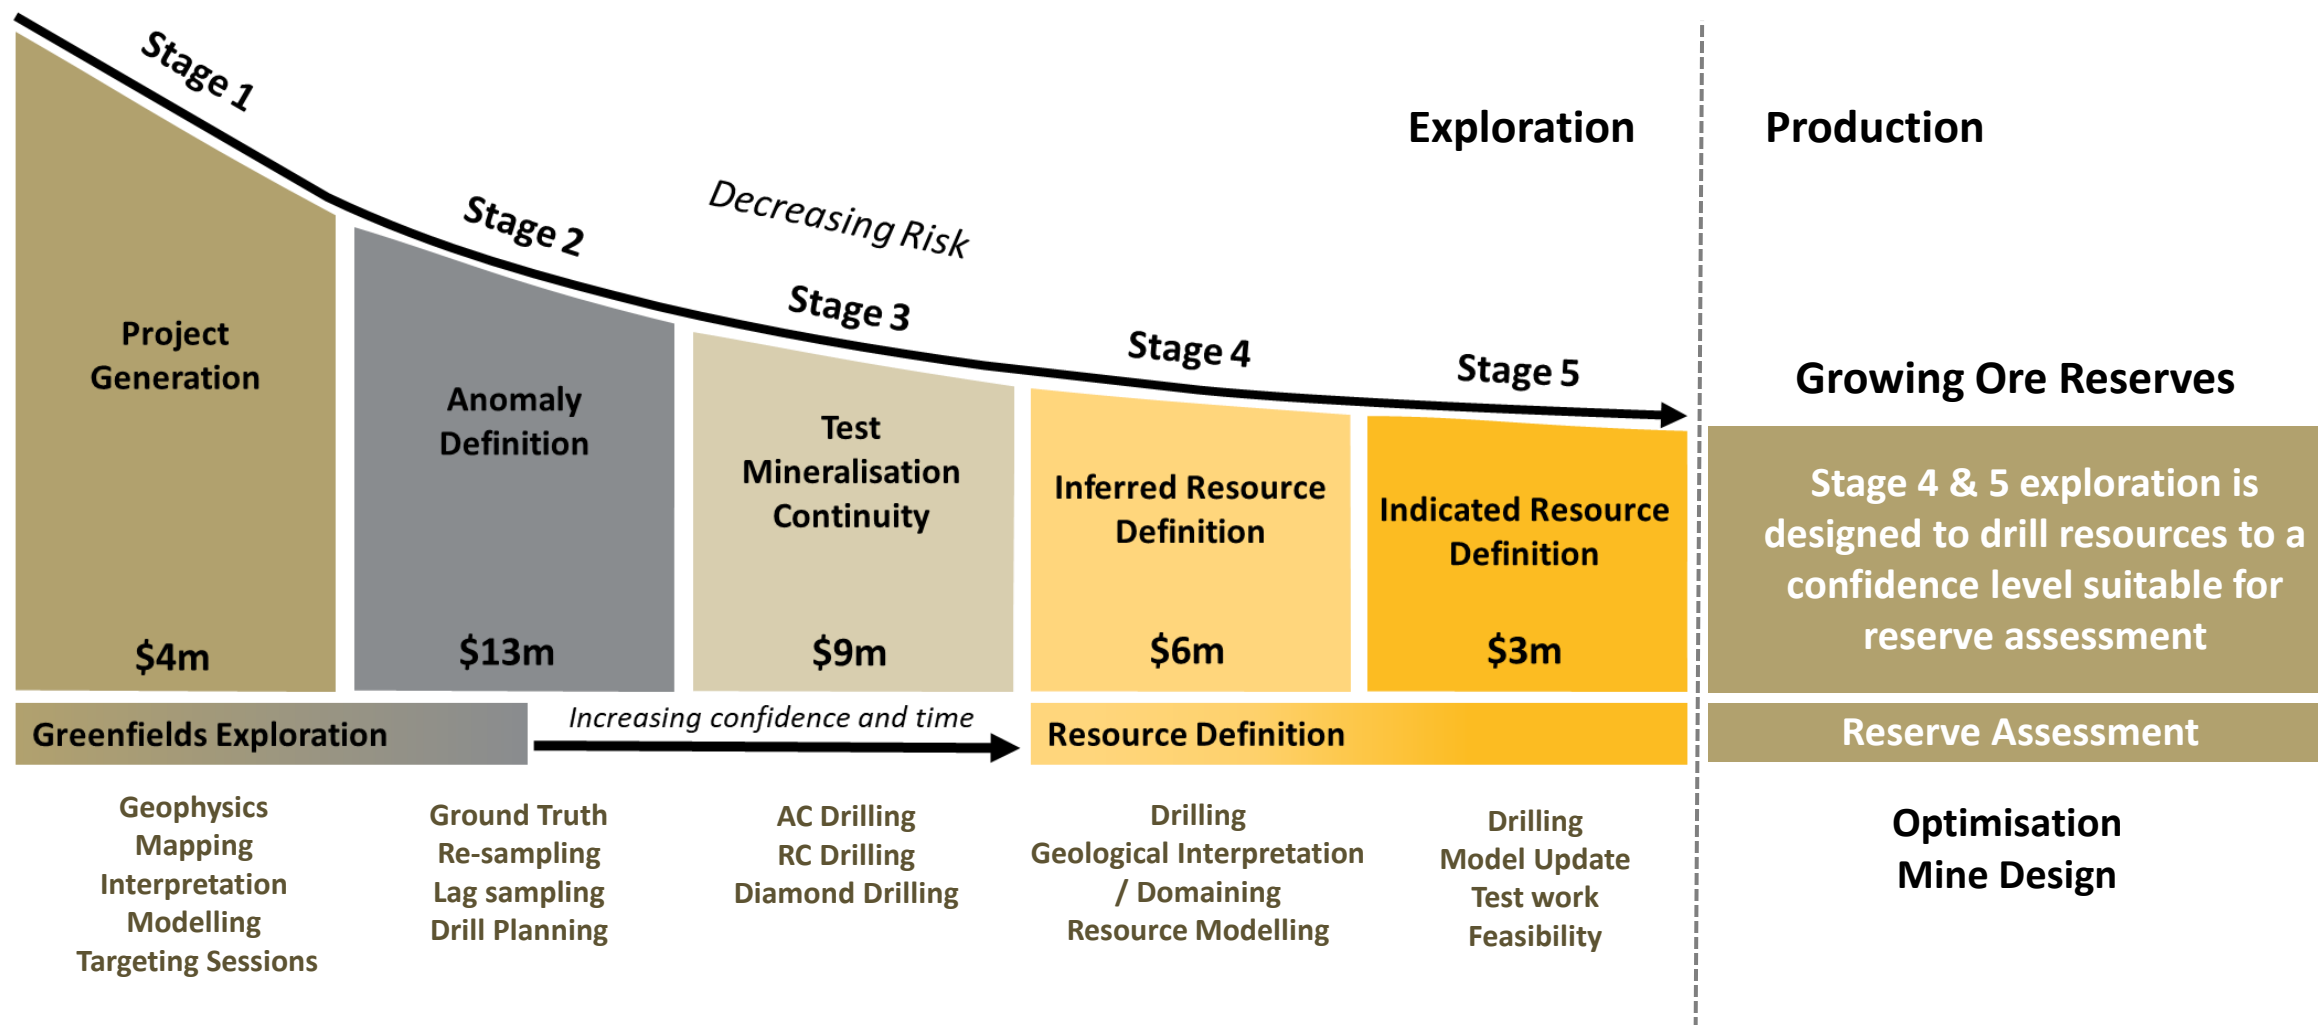 Stage 1
Stage 2
Decreasing Risk
Stage 3
Stage 4
Stage 5
Exploration
Production
Project
Generation
$4m
Anomaly
Definition
$13m
Test
Mineralisation
Continuity
$9m
Inferred Resource
Definition
$6m
Indicated Resource
Definition
$3m
Growing Ore Reserves
Stage 4 & 5 exploration is
designed to drill resources to a
confidence level suitable for
reserve assessment
Greenfields Exploration
Increasing confidence and time
Resource Definition
Reserve Assessment
Geophysics
Mapping
Interpretation
Modelling
Targeting Sessions
Ground Truth
Re-sampling
Lag sampling
Drill Planning
AC Drilling
RC Drilling
Diamond Drilling
Drilling
Geological Interpretation
/ Domaining
Resource Modelling
Drilling
Model Update
Test work
Feasibility
Optimisation
Mine Design